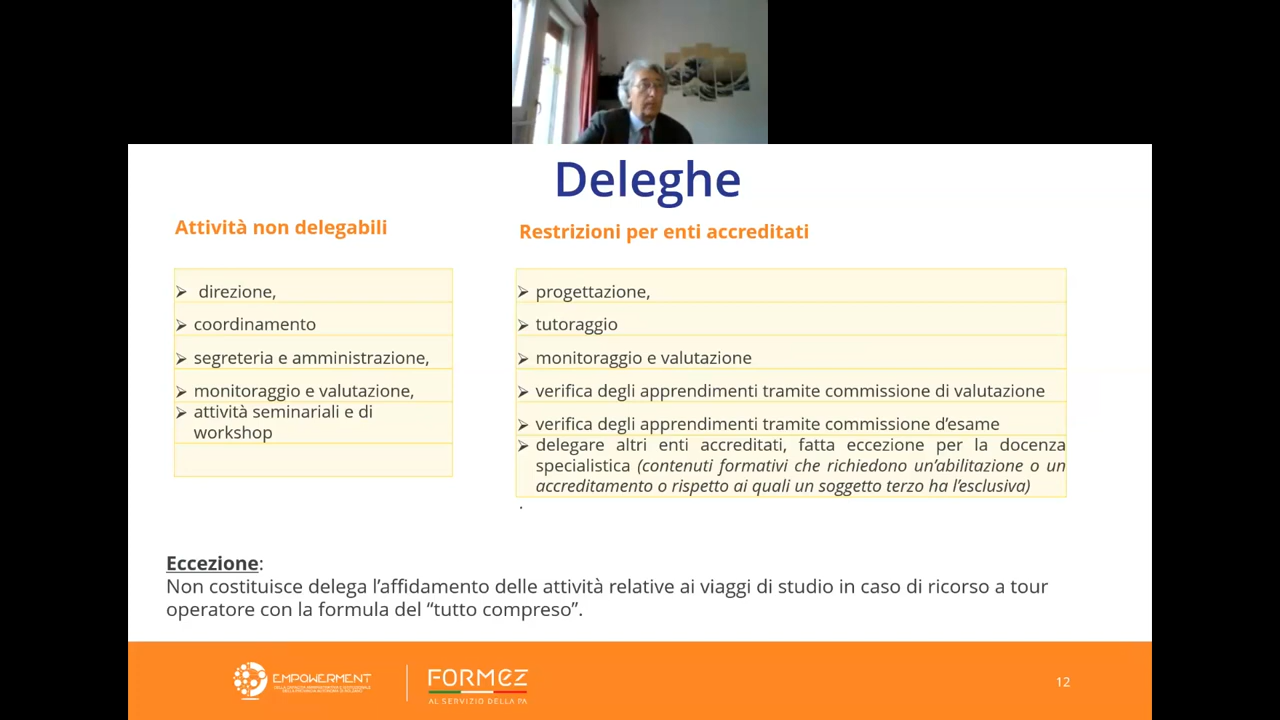 Deleghe
Attività non delegabili
direzione,
coordinamento
segreteria e amministrazione,
monitoraggio e valutazione,
attività seminariali e di
workshop
Restrizioni per enti accreditati
progettazione,
tutoraggio
monitoraggio e valutazione
verifica degli apprendimenti tramite commissione di valutazione
verifica degli apprendimenti tramite commissione d’esame
delegare altri enti accreditati, fatta eccezione per la docenza
specialistica (contenuti formativi che richiedono un’abilitazione o un
accreditamento o rispetto ai quali un soggetto terzo ha l’esclusiva)
.
Eccezione:
Non costituisce delega l’affidamento delle attività relative ai viaggi di studio in caso di ricorso a tour
operatore con la formula del “tutto compreso”.
EMPOWERMENT
FORMEZ
AL SERVIZIO DELLA PA
12